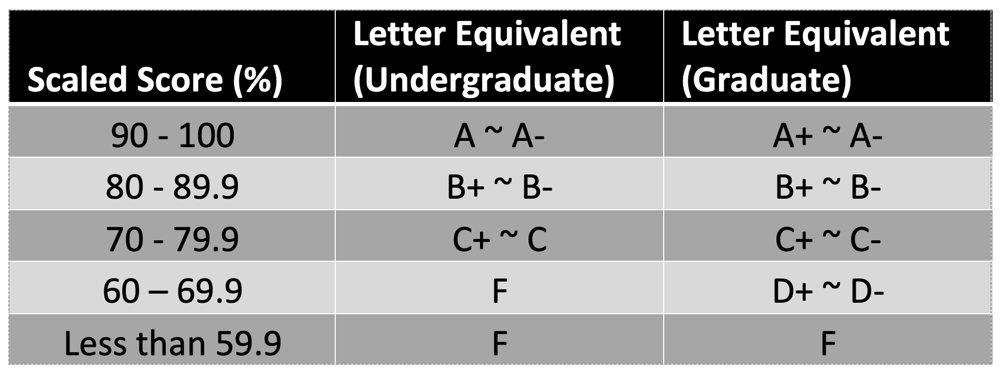 Scaled Score (%) Letter Equivalent (Undergraduate) Letter Equivalent (Graduate)
90 - 100 A ~ A- A+ ~ A-
80 - 89.9 B+ ~ B- B+ ~ B-
70 - 79.9 C+ ~ C C+ ~ C-
60 – 69.9 F D+ ~ D-
Less than 59.9 F F